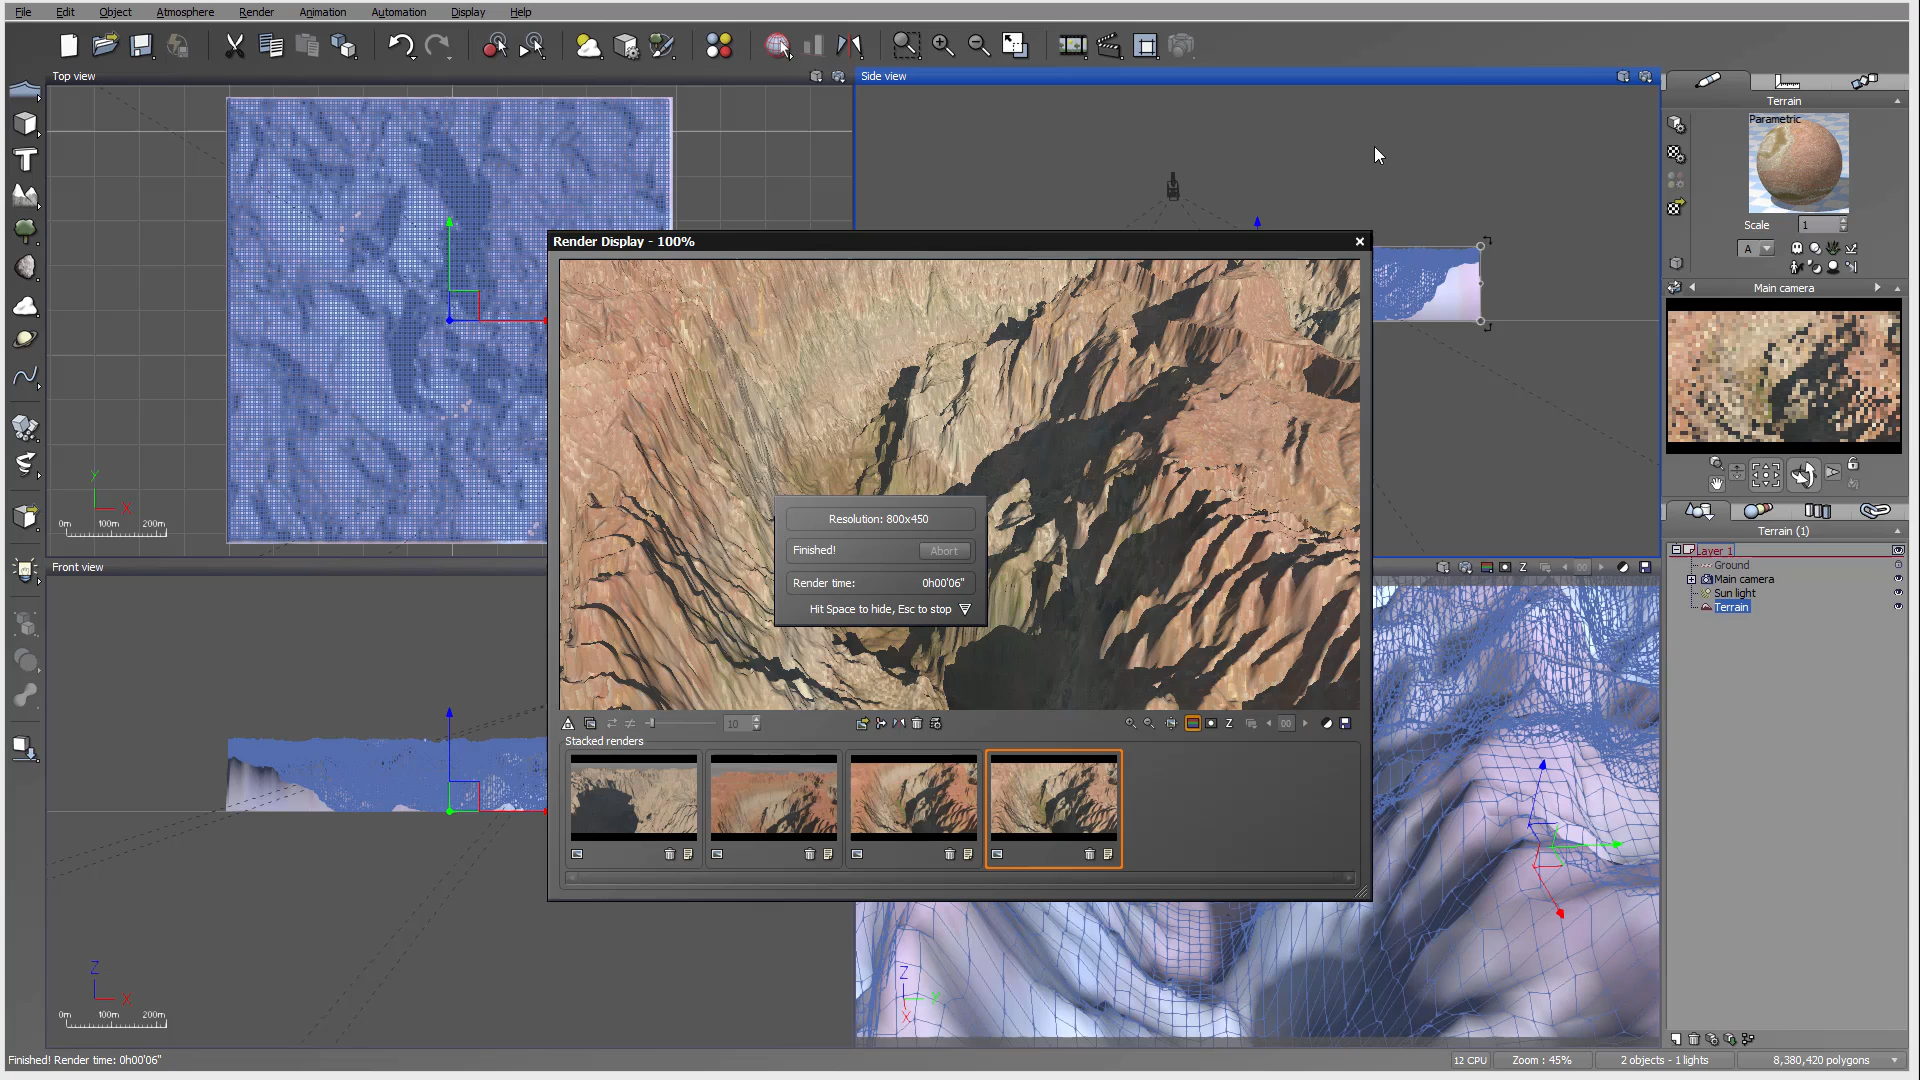 File Edit Object Atmosphere Render Animation Automation Display Help
Top view
Side view
Terrain
Parametric
Scale 1
A
Main camera
Render Display - 100%
Y
X
0m 100m 200m
Resolution: 800x450
Finished! Abort
Render time: 0h00'06"
Hit Space to hide, Esc to stop
Terrain (1)
Layer 1
Ground
Main camera
Sun light
Terrain
Front view
Z 00
10
Z 00
Stacked renders
Z
X
0m 100m 200m
Z
Y
X
Finished! Render time: 0h00'06"
12 CPU Zoom : 45% 2 objects - 1 lights 8,380,420 polygons